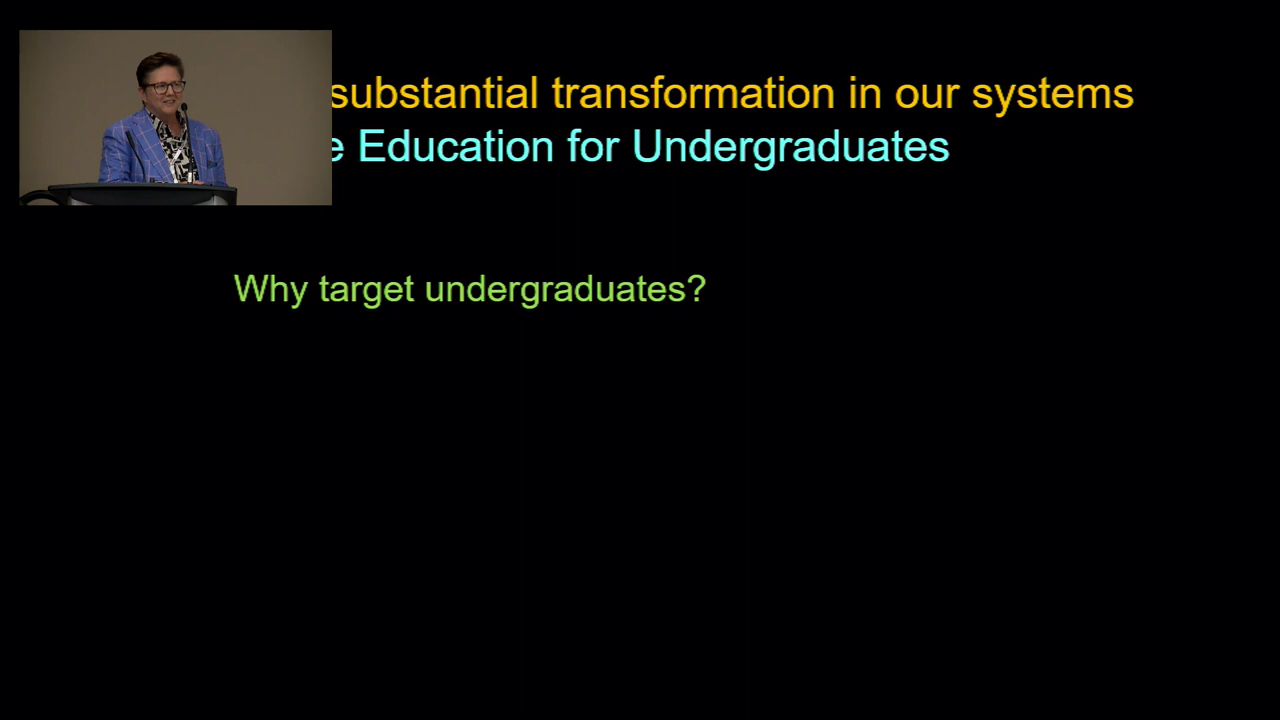 substantial transformation in our systems
e Education for Undergraduates
Why target undergraduates?